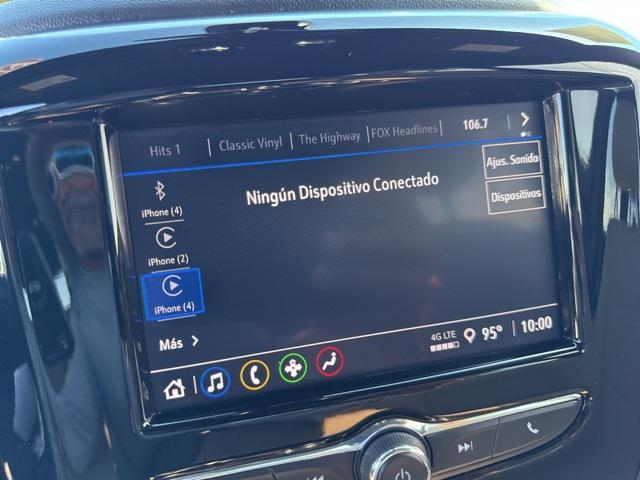 Hits 1 Classic Vinyl The Highway FOX Headlines 106.7
Ningún Dispositivo Conectado
Ajus. Sonido
Dispositivos
iPhone (4)
iPhone (2)
iPhone (4)
Más
4G LTE 95° 10:00